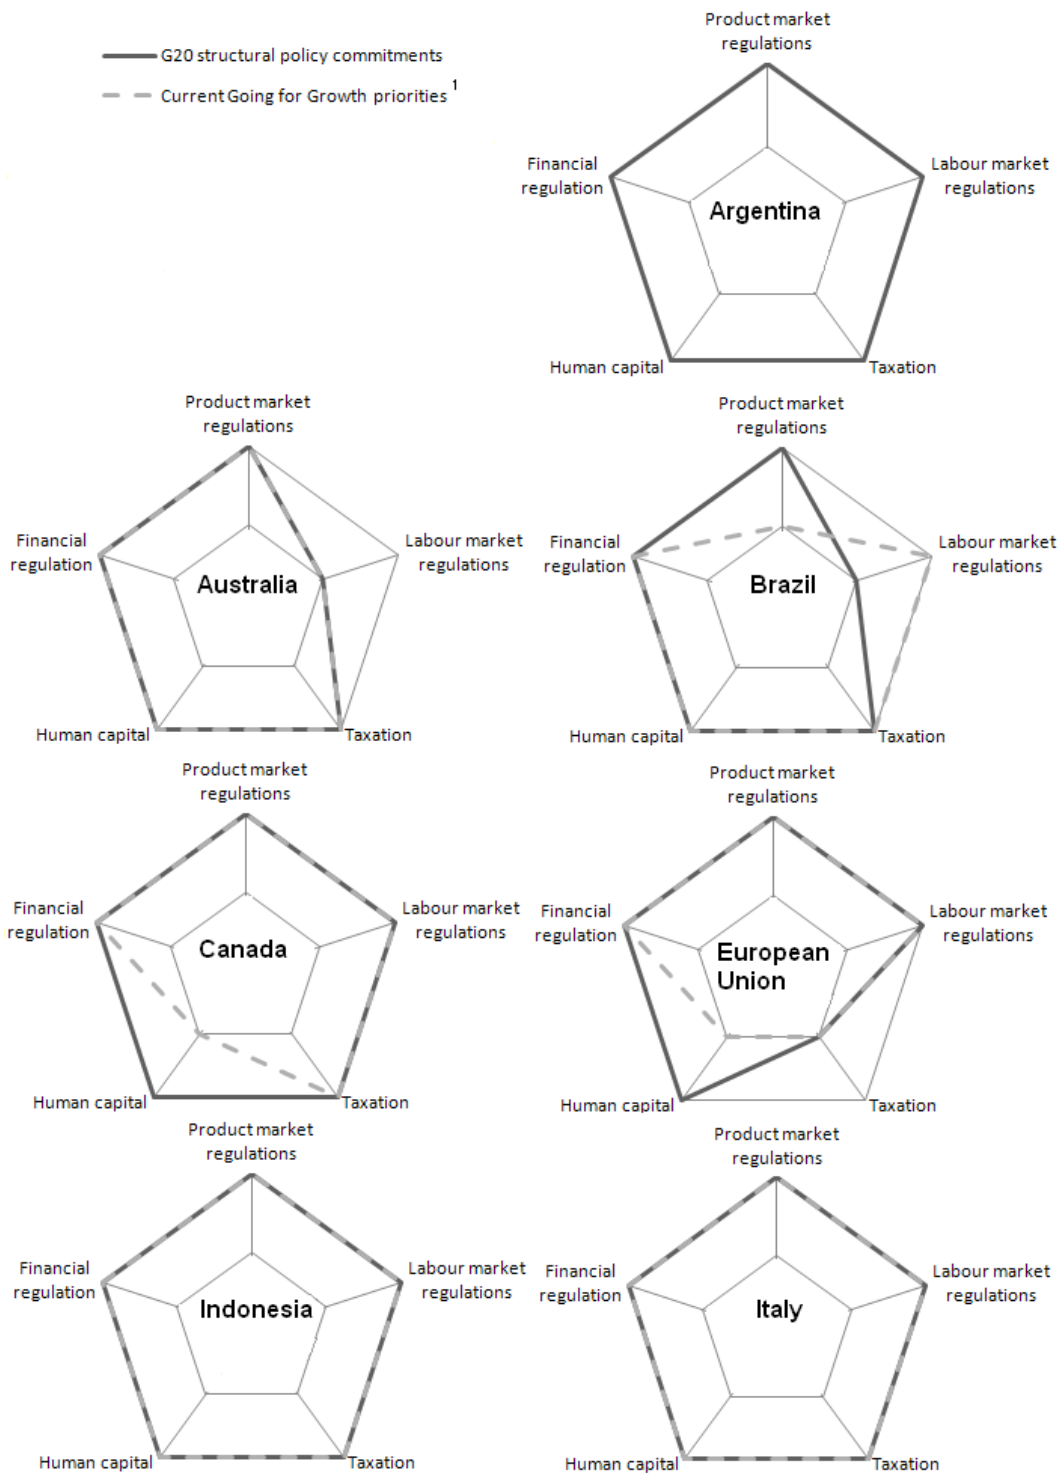 G20 structural policy commitments
Current Going for Growth priorities 1
Product market
regulations
Financial
regulation
Labour market
regulations
Argentina
Human capital
Taxation
Product market
regulations
Financial
regulation
Labour market
regulations
Australia
Human capital
Taxation
Product market
regulations
Financial
regulation
Labour market
regulations
Brazil
Human capital
Taxation
Product market
regulations
Financial
regulation
Labour market
regulations
Canada
Human capital
Taxation
Product market
regulations
Financial
regulation
Labour market
regulations
European
Union
Human capital
Taxation
Product market
regulations
Financial
regulation
Labour market
regulations
Indonesia
Human capital
Taxation
Product market
regulations
Financial
regulation
Labour market
regulations
Italy
Human capital
Taxation